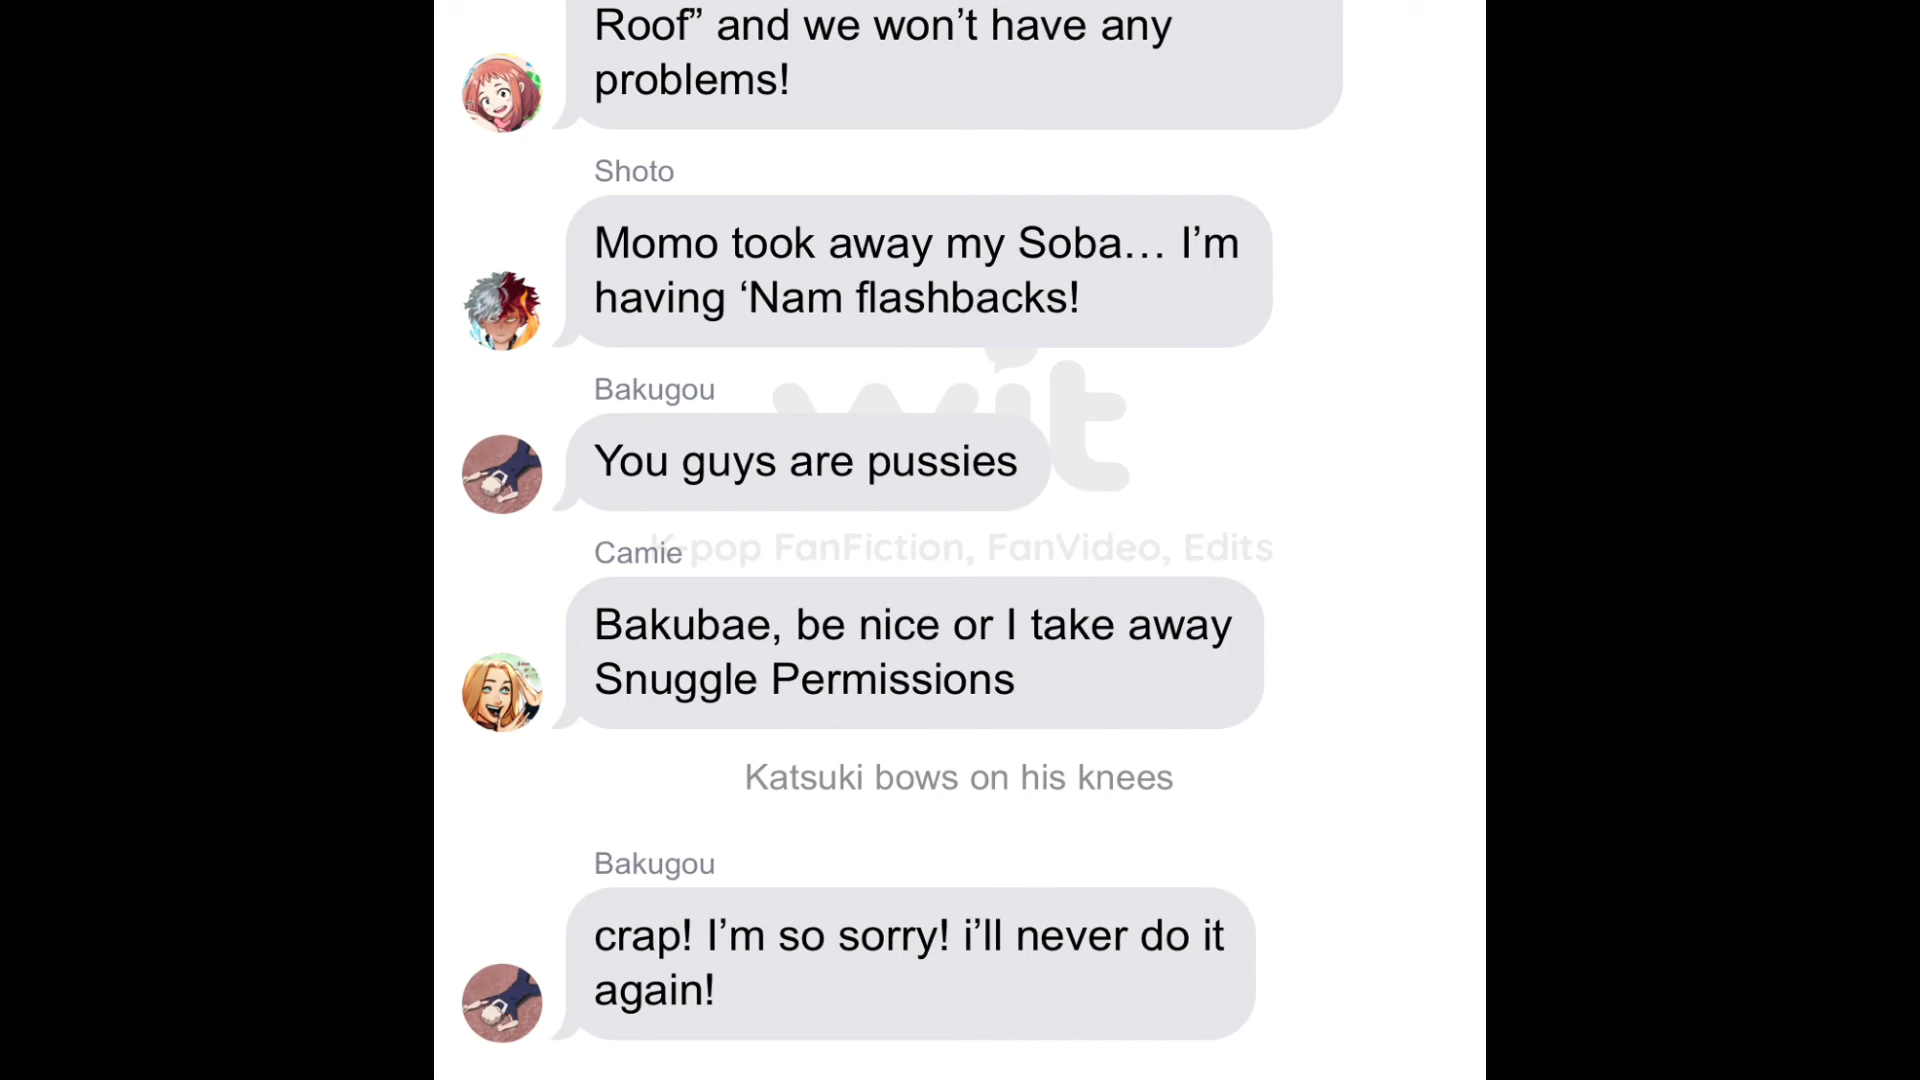 Roof” and we won’t have any
problems!
Shoto
Momo took away my Soba… I’m
having ‘Nam flashbacks!
Bakugou
wit
You guys are pussies
K-pop FanFiction, FanVideo, Edits
Camie
Bakubae, be nice or I take away
Snuggle Permissions
Katsuki bows on his knees
Bakugou
crap! I’m so sorry! i’ll never do it
again!